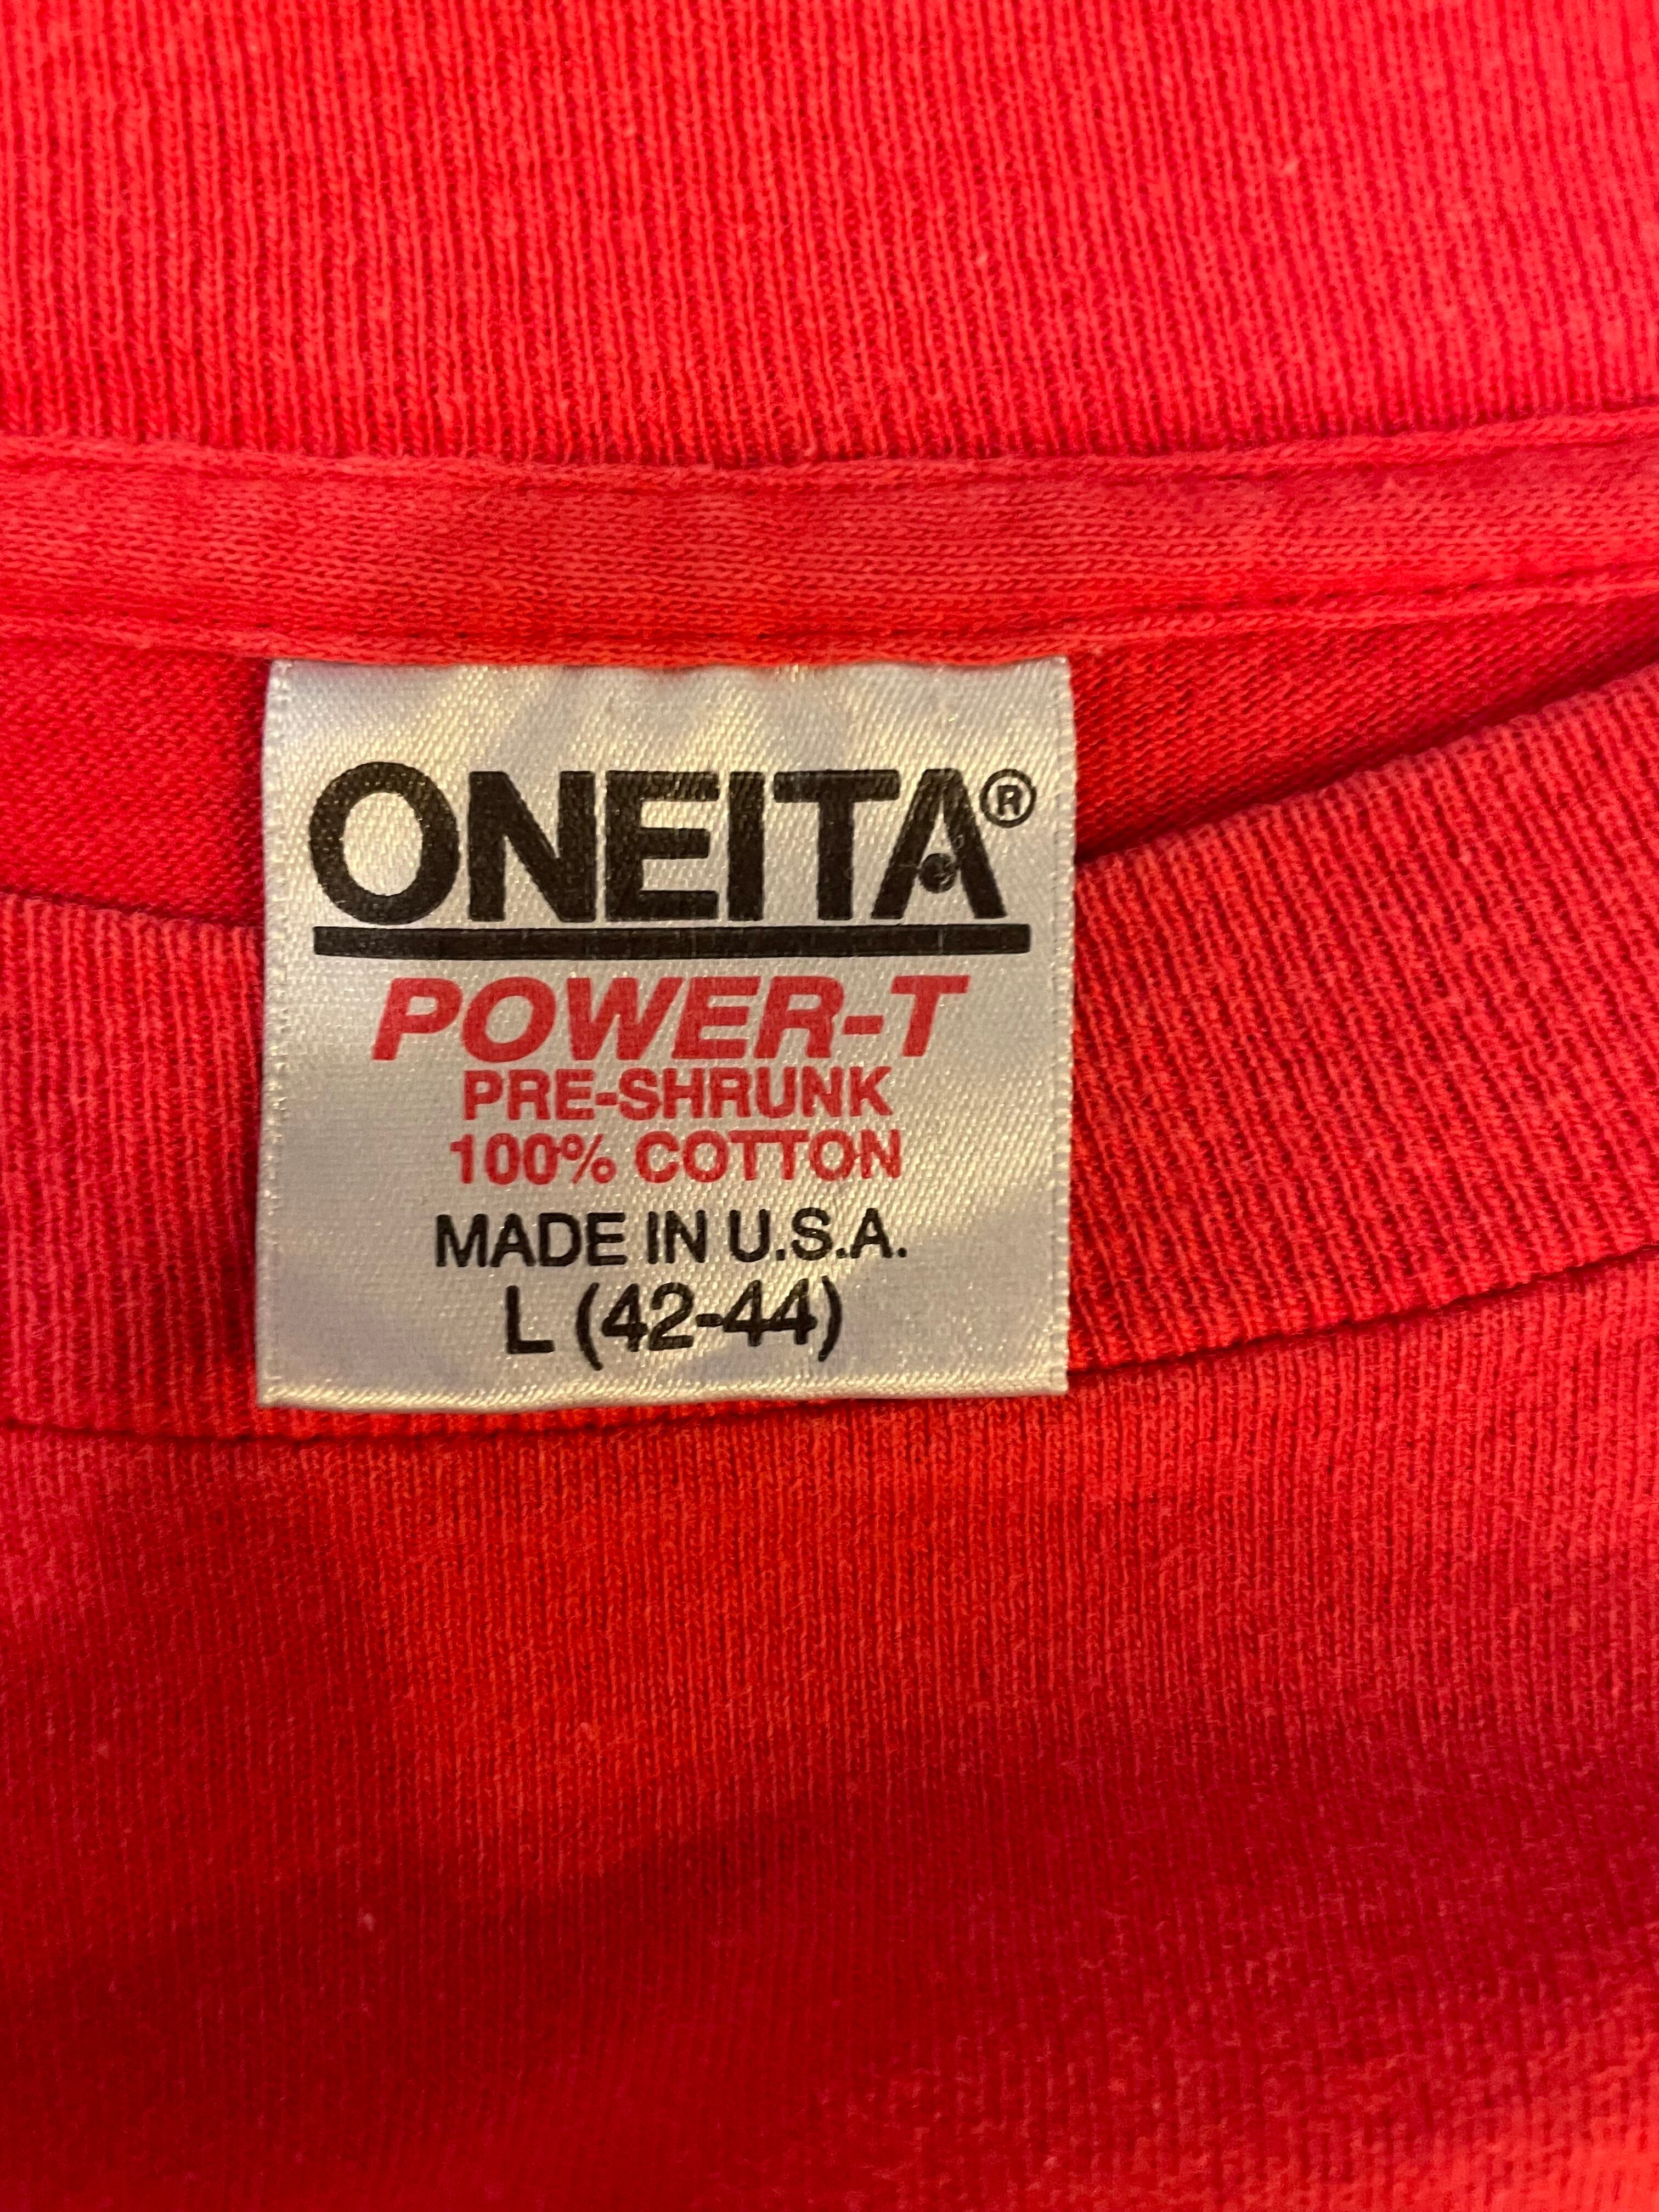 ONEITA®
POWER-T
PRE-SHRUNK
100% COTTON
MADE IN U.S.A.
L (42-44)